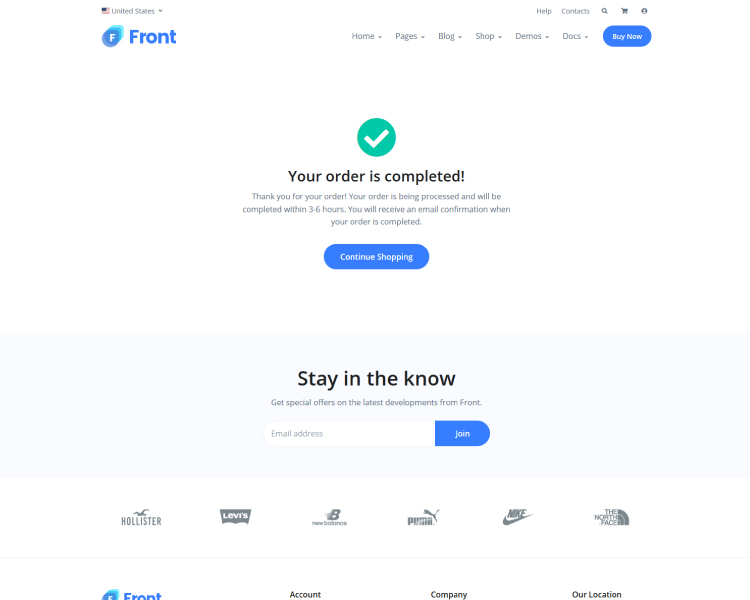 United States
Help Contacts
F Front
Home Pages Blog Shop Demos Docs Buy Now
Your order is completed!
Thank you for your order! Your order is being processed and will be
completed within 3-6 hours. You will receive an email confirmation when
your order is completed.
Continue Shopping
Stay in the know
Get special offers on the latest developments from Front.
Email address Join
HOLLISTER
LEVI'S
new balance
PUMA
NIKE
THE
NORTH
FACE
F Front
Account Company Our Location